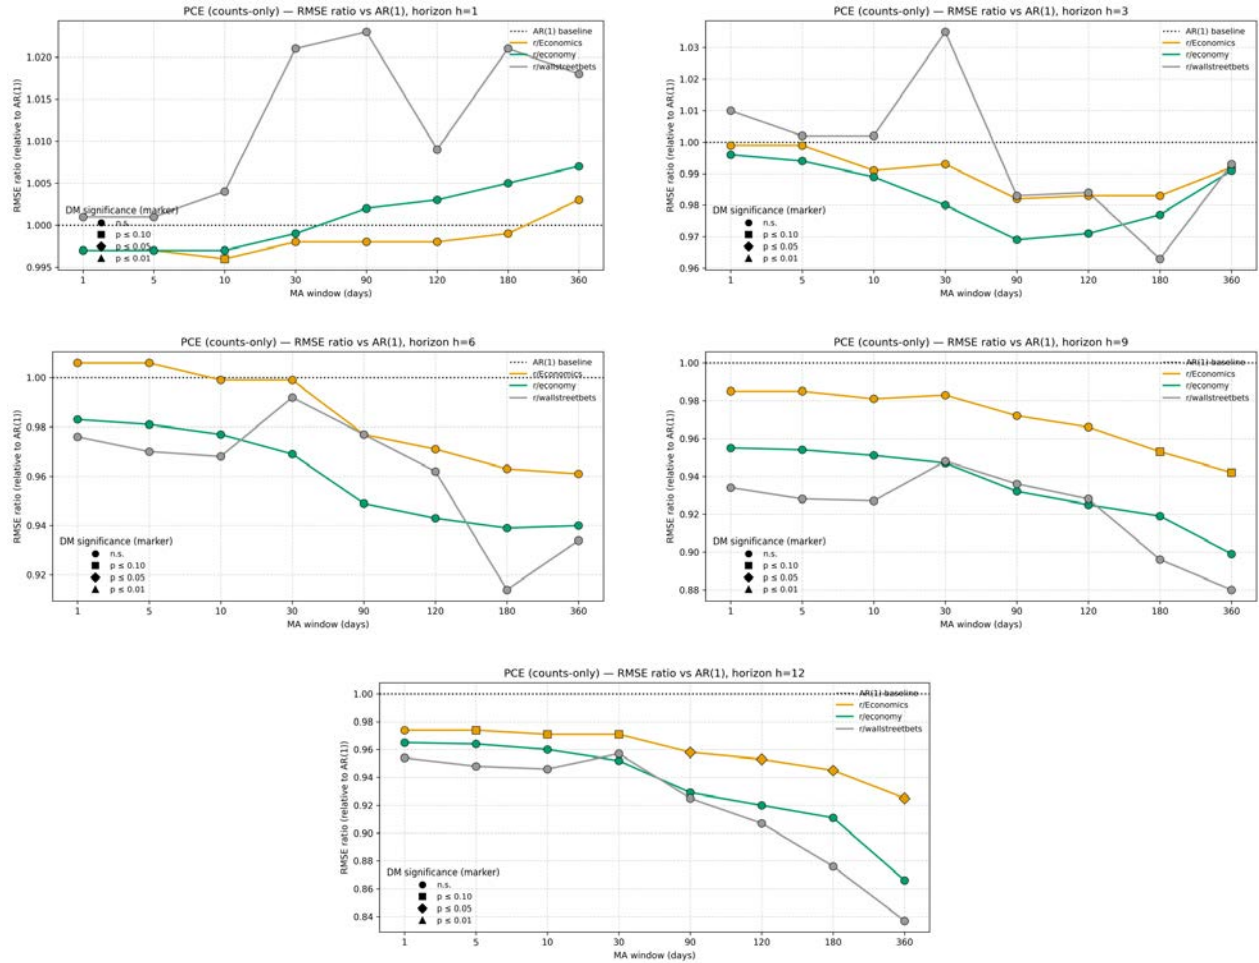 PCE (counts-only) — RMSE ratio vs AR(1), horizon h=1
RMSE ratio (relative to AR(1))
1.020
1.015
1.010
1.005
1.000
0.995
AR(1) baseline
r/Economics
r/economy
r/wallstreetbets
DM significance (marker)
n.s.
p ≤ 0.10
p ≤ 0.05
p ≤ 0.01
1 5 10 30 90 120 180 360
MA window (days)
PCE (counts-only) — RMSE ratio vs AR(1), horizon h=3
RMSE ratio (relative to AR(1))
1.03
1.02
1.01
1.00
0.99
0.98
0.97
0.96
AR(1) baseline
r/Economics
r/economy
r/wallstreetbets
DM significance (marker)
n.s.
p ≤ 0.10
p ≤ 0.05
p ≤ 0.01
1 5 10 30 90 120 180 360
MA window (days)
PCE (counts-only) — RMSE ratio vs AR(1), horizon h=6
RMSE ratio (relative to AR(1))
1.00
0.98
0.96
0.94
0.92
AR(1) baseline
r/Economics
r/economy
r/wallstreetbets
DM significance (marker)
n.s.
p ≤ 0.10
p ≤ 0.05
p ≤ 0.01
1 5 10 30 90 120 180 360
MA window (days)
PCE (counts-only) — RMSE ratio vs AR(1), horizon h=9
RMSE ratio (relative to AR(1))
1.00
0.98
0.96
0.94
0.92
0.90
0.88
AR(1) baseline
r/Economics
r/economy
r/wallstreetbets
DM significance (marker)
n.s.
p ≤ 0.10
p ≤ 0.05
p ≤ 0.01
1 5 10 30 90 120 180 360
MA window (days)
PCE (counts-only) — RMSE ratio vs AR(1), horizon h=12
RMSE ratio (relative to AR(1))
1.00
0.98
0.96
0.94
0.92
0.90
0.88
0.86
0.84
AR(1) baseline
r/Economics
r/economy
r/wallstreetbets
DM significance (marker)
n.s.
p ≤ 0.10
p ≤ 0.05
p ≤ 0.01
1 5 10 30 90 120 180 360
MA window (days)